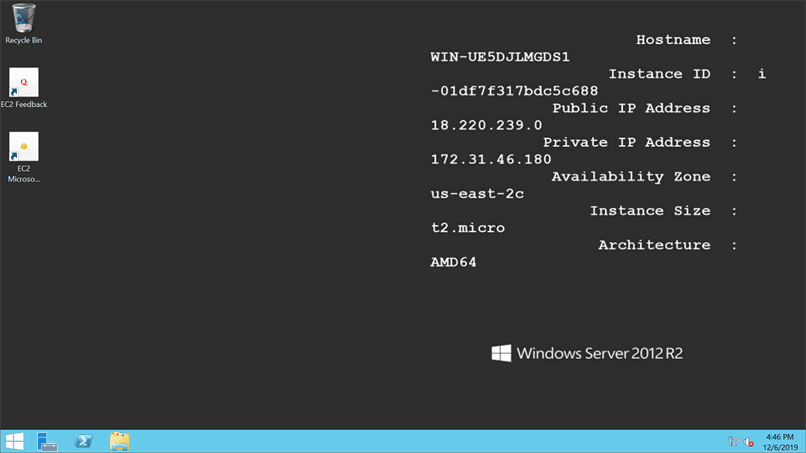 Recycle Bin
EC2 Feedback
EC2
Microso...
Hostname :
WIN-UE5DJLMGDS1
Instance ID : i
-01df7f317bdc5c688
Public IP Address :
18.220.239.0
Private IP Address :
172.31.46.180
Availability Zone :
us-east-2c
Instance Size :
t2.micro
Architecture :
AMD64
Windows Server 2012 R2
4:46 PM
12/6/2019